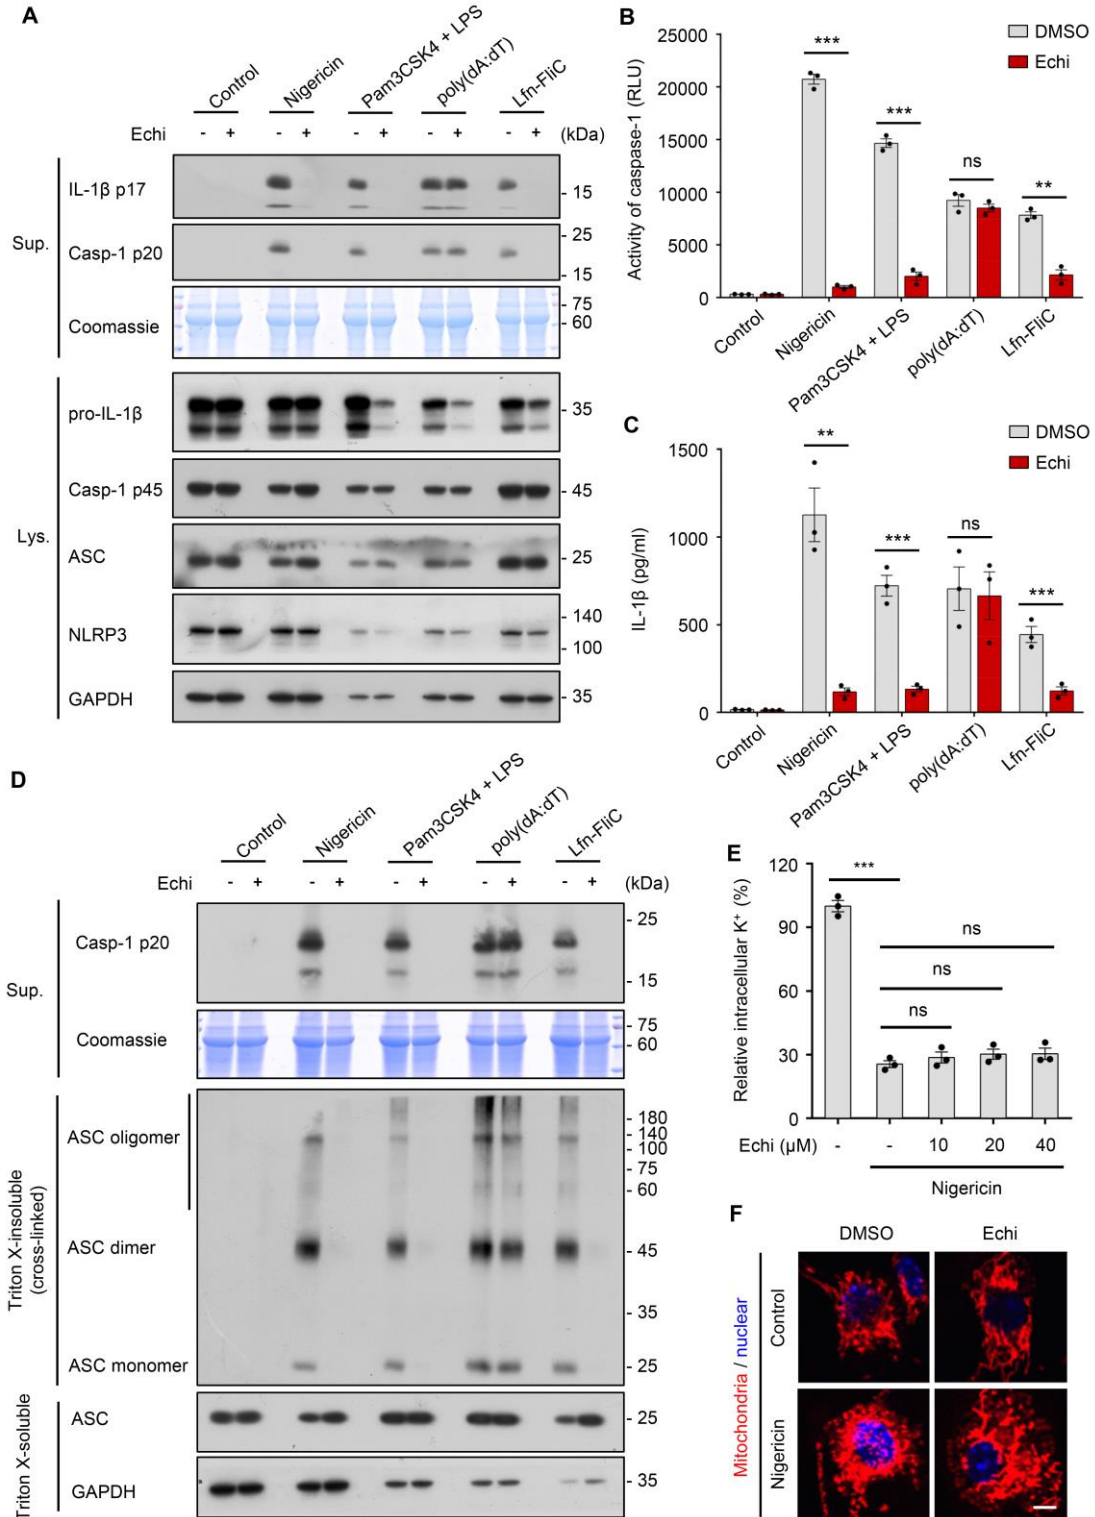 A
Control
Nigericin
Pam3CSK4 + LPS
poly(dA:dT)
Lfn-FliC
Echi - + - + - + - + - + (kDa)
Sup.
IL-1β p17
- 15
Casp-1 p20
- 25
- 15
Coomassie
- 75
- 60
Lys.
pro-IL-1β
- 35
Casp-1 p45
- 45
ASC
- 25
NLRP3
- 140
- 100
GAPDH
- 35
B
DMSO
Echi
Activity of caspase-1 (RLU)
25000
20000
15000
10000
5000
0
***
***
ns
**
Control
Nigericin
Pam3CSK4 + LPS
poly(dA:dT)
Lfn-FliC
C
DMSO
Echi
IL-1β (pg/ml)
1500
1000
500
0
**
***
ns
***
Control
Nigericin
Pam3CSK4 + LPS
poly(dA:dT)
Lfn-FliC
D
Control
Nigericin
Pam3CSK4 + LPS
poly(dA:dT)
Lfn-FliC
Echi - + - + - + - + - + (kDa)
Sup.
Casp-1 p20
- 25
- 15
Coomassie
- 75
- 60
Triton X-insoluble
(cross-linked)
ASC oligomer
- 180
- 140
- 100
- 75
- 60
ASC dimer
- 45
- 35
ASC monomer
- 25
Triton X-soluble
ASC
- 25
GAPDH
- 35
E
Relative intracellular K⁺ (%)
120
90
60
30
0
***
ns
ns
ns
Echi (μM) - - 10 20 40
Nigericin
F
DMSO Echi
Mitochondria / nuclear
Control
Nigericin